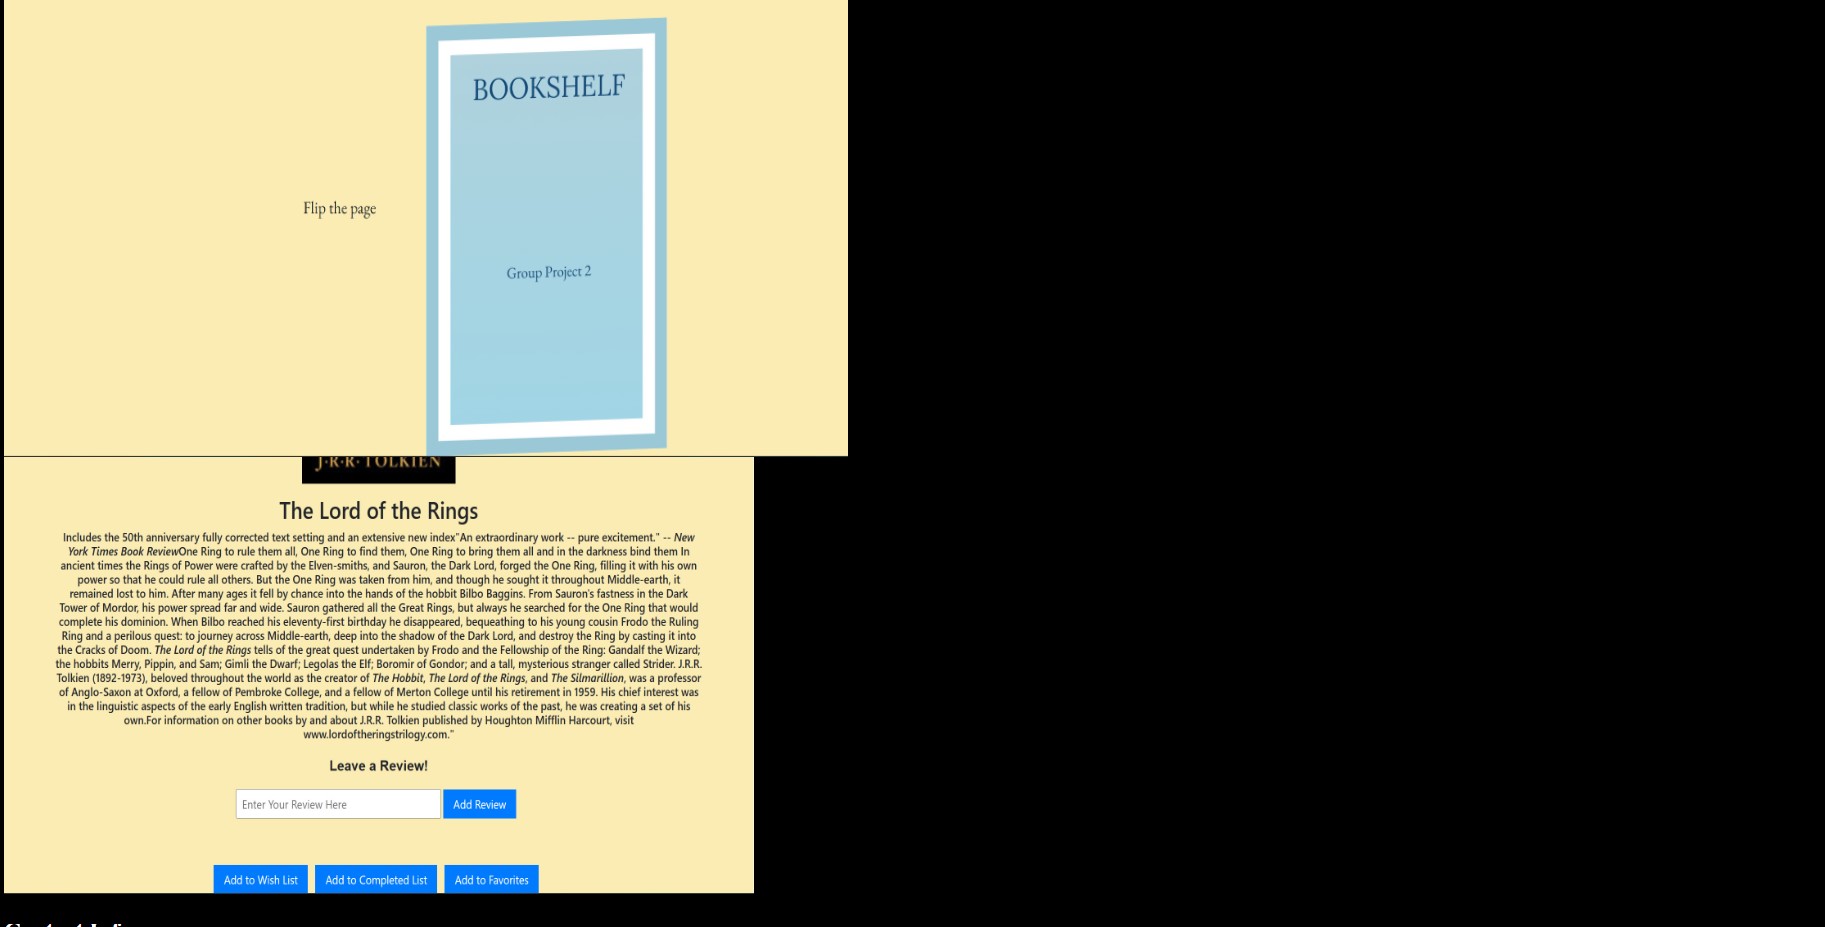 BOOKSHELF
Flip the page
Group Project 2
J·R·R·TOLKIEN
The Lord of the Rings
Includes the 50th anniversary fully corrected text setting and an extensive new index"An extraordinary work -- pure excitement." -- New
York Times Book ReviewOne Ring to rule them all, One Ring to find them, One Ring to bring them all and in the darkness bind them In
ancient times the Rings of Power were crafted by the Elven-smiths, and Sauron, the Dark Lord, forged the One Ring, filling it with his own
power so that he could rule all others. But the One Ring was taken from him, and though he sought it throughout Middle-earth, it
remained lost to him. After many ages it fell by chance into the hands of the hobbit Bilbo Baggins. From Sauron's fastness in the Dark
Tower of Mordor, his power spread far and wide. Sauron gathered all the Great Rings, but always he searched for the One Ring that would
complete his dominion. When Bilbo reached his eleventy-first birthday he disappeared, bequeathing to his young cousin Frodo the Ruling
Ring and a perilous quest: to journey across Middle-earth, deep into the shadow of the Dark Lord, and destroy the Ring by casting it into
the Cracks of Doom. The Lord of the Rings tells of the great quest undertaken by Frodo and the Fellowship of the Ring: Gandalf the Wizard;
the hobbits Merry, Pippin, and Sam; Gimli the Dwarf; Legolas the Elf; Boromir of Gondor; and a tall, mysterious stranger called Strider. J.R.R.
Tolkien (1892-1973), beloved throughout the world as the creator of The Hobbit, The Lord of the Rings, and The Silmarillion, was a professor
of Anglo-Saxon at Oxford, a fellow of Pembroke College, and a fellow of Merton College until his retirement in 1959. His chief interest was
in the linguistic aspects of the early English written tradition, but while he studied classic works of the past, he was creating a set of his
own.For information on other books by and about J.R.R. Tolkien published by Houghton Mifflin Harcourt, visit
www.lordoftheringstrilogy.com."
Leave a Review!
Enter Your Review Here Add Review
Add to Wish List Add to Completed List Add to Favorites